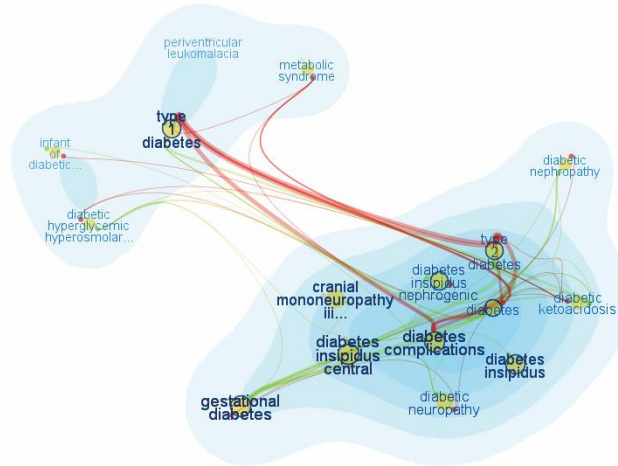 periventricular
leukomalacia
metabolic
syndrome
type
1
diabetes
infant
of
diabetic...
diabetic
hyperglycemic
hyperosmolar...
diabetic
nephropathy
type
2
diabetes
diabetes
insipidus
nephrogenic
cranial
mononeuropathy
iii...
diabetes
diabetic
ketoacidosis
diabetes
insipidus
central
diabetes
complications
diabetes
insipidus
gestational
diabetes
diabetic
neuropathy